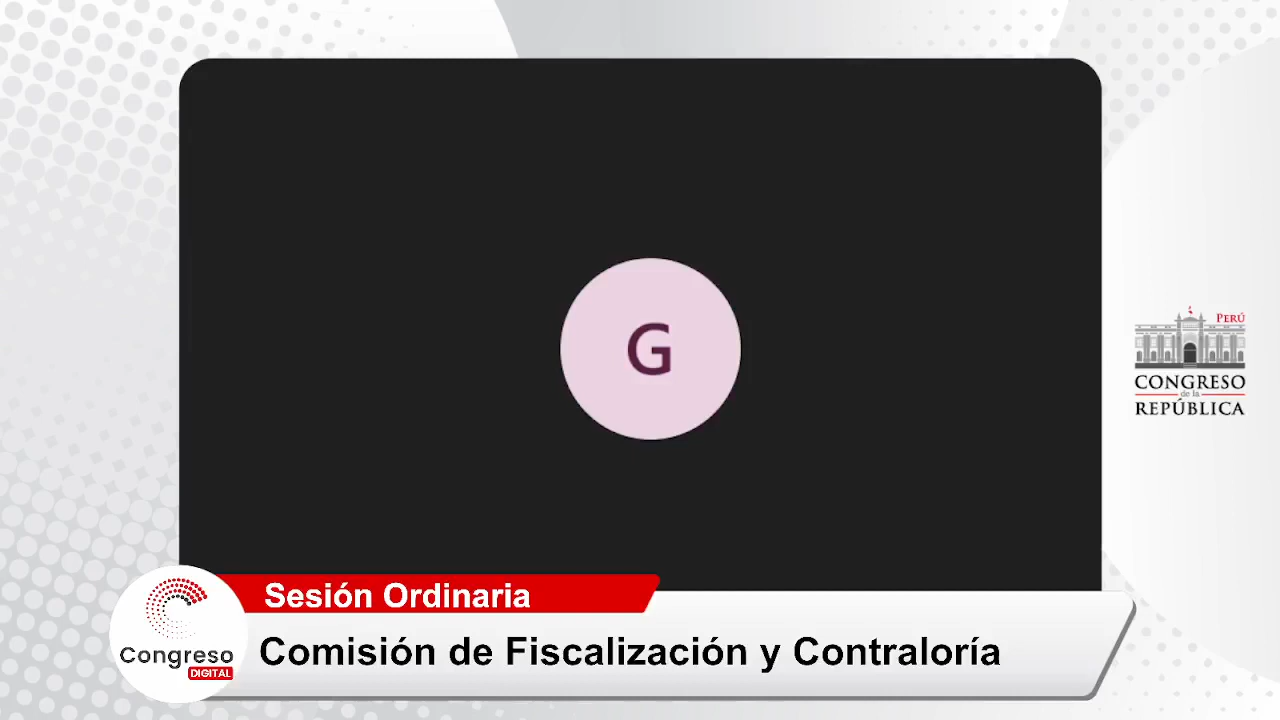 G
PERÚ
CONGRESO
de la
REPÚBLICA
Sesión Ordinaria
Congreso
DIGITAL
Comisión de Fiscalización y Contraloría